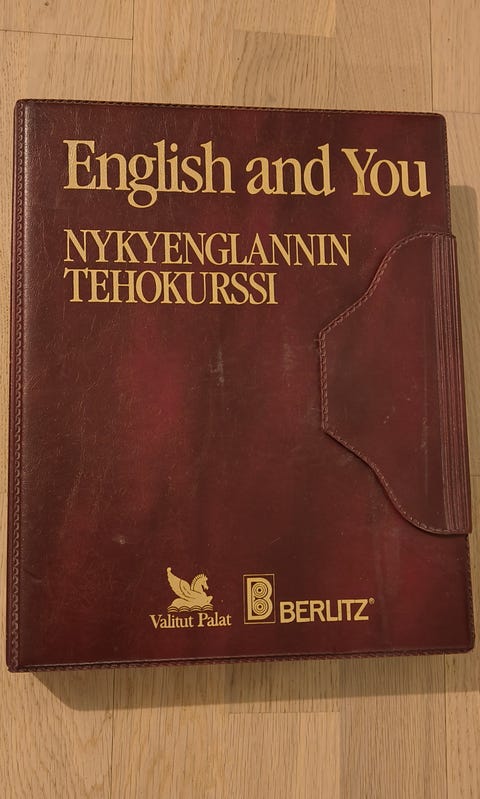 English and You
NYKYENGLANNIN
TEHOKURSSI
Valitut Palat
B BERLITZ®